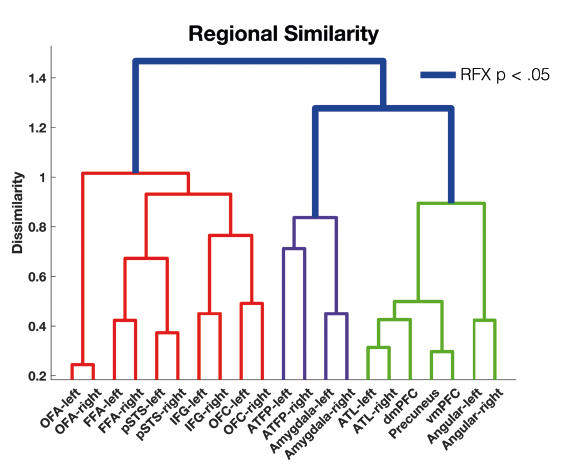 Regional Similarity
RFX p < .05
Dissimilarity
1.4
1.2
1
0.8
0.6
0.4
0.2
OFA-left
OFA-right
FFA-left
FFA-right
pSTS-left
pSTS-right
IFG-left
IFG-right
OFC-left
OFC-right
ATFP-left
ATFP-right
Amygdala-left
Amygdala-right
ATL-left
ATL-right
dmPFC
Precuneus
vmPFC
Angular-left
Angular-right